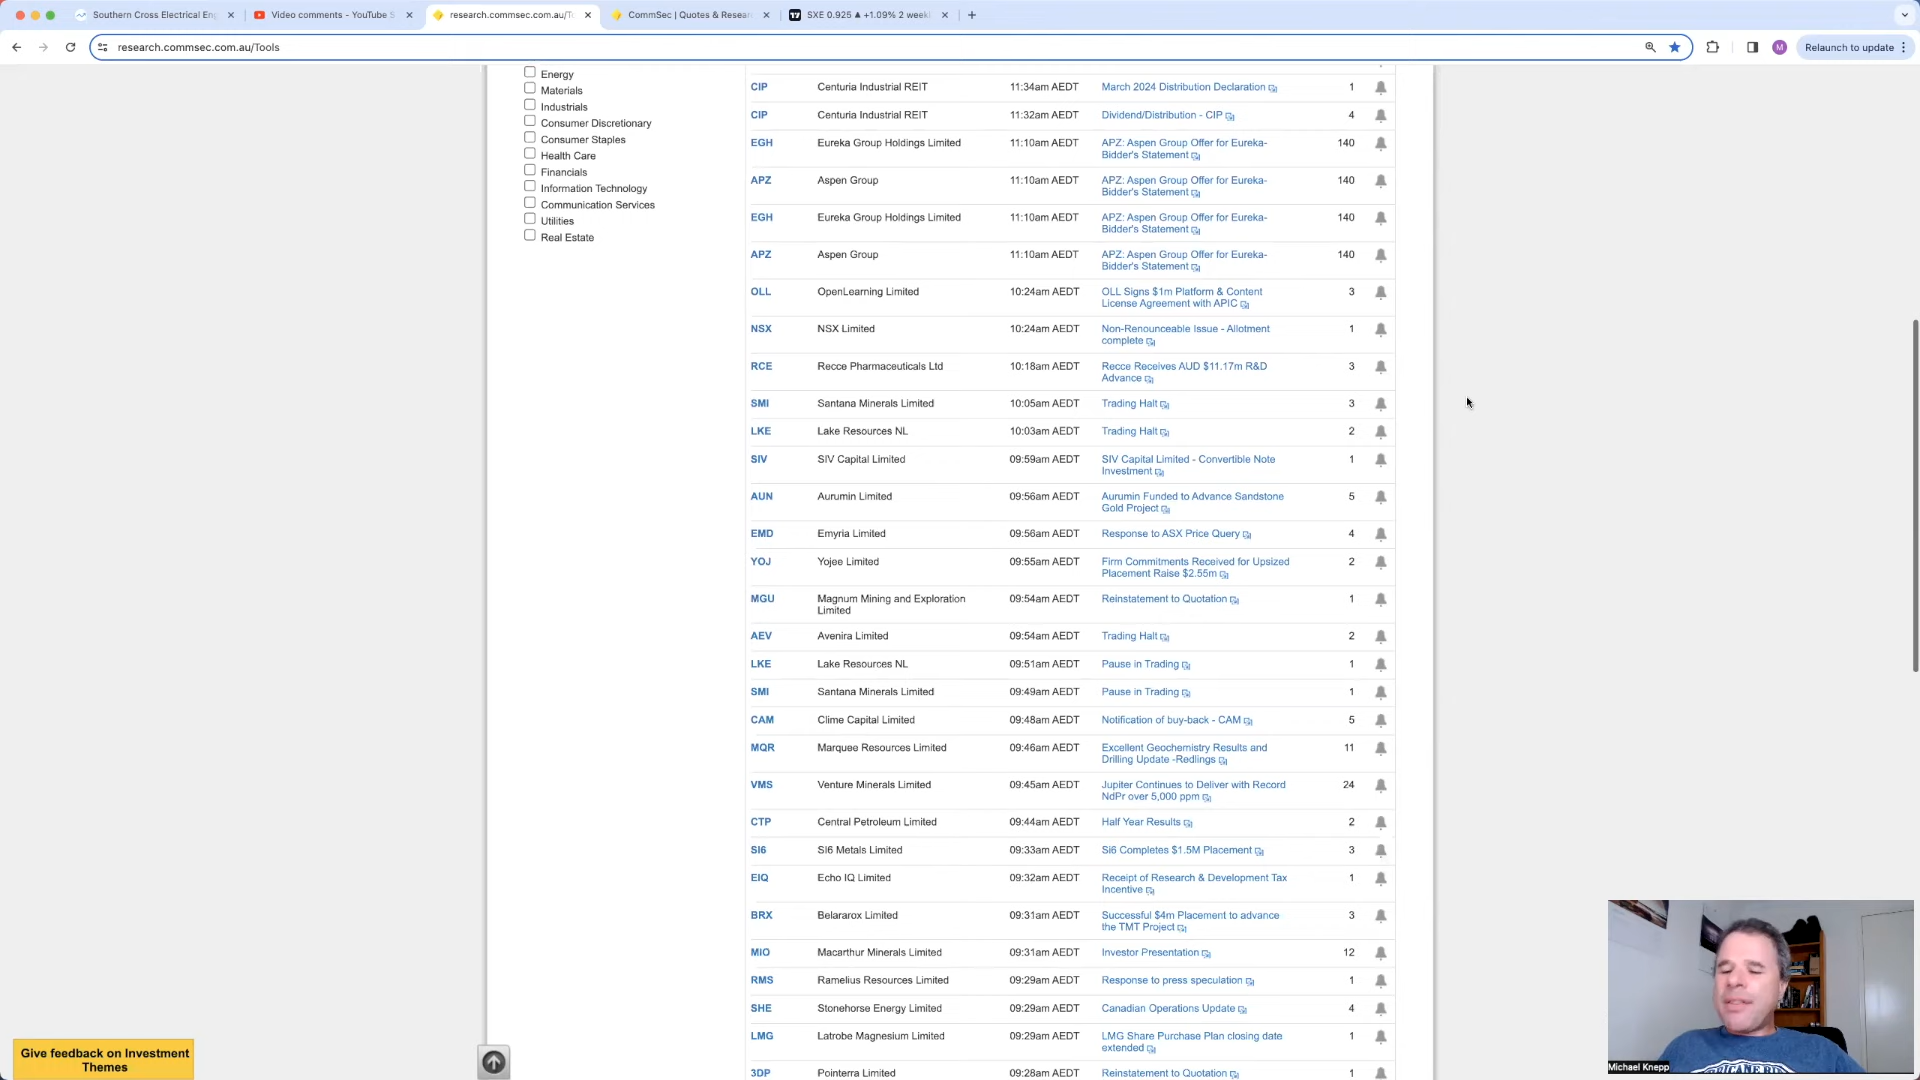 Southern Cross Electrical Eng
Video comments - YouTube S
research.commsec.com.au/To
CommSec | Quotes & Resear
SXE 0.925 ▲ +1.09% 2 weekl
research.commsec.com.au/Tools
M
Relaunch to update
Energy
Materials
Industrials
Consumer Discretionary
Consumer Staples
Health Care
Financials
Information Technology
Communication Services
Utilities
Real Estate
CIP Centuria Industrial REIT 11:34am AEDT March 2024 Distribution Declaration 1
CIP Centuria Industrial REIT 11:32am AEDT Dividend/Distribution - CIP 4
EGH Eureka Group Holdings Limited 11:10am AEDT APZ: Aspen Group Offer for Eureka- 140
Bidder's Statement
APZ Aspen Group 11:10am AEDT APZ: Aspen Group Offer for Eureka- 140
Bidder's Statement
EGH Eureka Group Holdings Limited 11:10am AEDT APZ: Aspen Group Offer for Eureka- 140
Bidder's Statement
APZ Aspen Group 11:10am AEDT APZ: Aspen Group Offer for Eureka- 140
Bidder's Statement
OLL OpenLearning Limited 10:24am AEDT OLL Signs $1m Platform & Content 3
License Agreement with APIC
NSX NSX Limited 10:24am AEDT Non-Renounceable Issue - Allotment 1
complete
RCE Recce Pharmaceuticals Ltd 10:18am AEDT Recce Receives AUD $11.17m R&D 3
Advance
SMI Santana Minerals Limited 10:05am AEDT Trading Halt 3
LKE Lake Resources NL 10:03am AEDT Trading Halt 2
SIV SIV Capital Limited 09:59am AEDT SIV Capital Limited - Convertible Note 1
Investment
AUN Aurumin Limited 09:56am AEDT Aurumin Funded to Advance Sandstone 5
Gold Project
EMD Emyria Limited 09:56am AEDT Response to ASX Price Query 4
YOJ Yojee Limited 09:55am AEDT Firm Commitments Received for Upsized 2
Placement Raise $2.55m
MGU Magnum Mining and Exploration 09:54am AEDT Reinstatement to Quotation 1
Limited
AEV Avenira Limited 09:54am AEDT Trading Halt 2
LKE Lake Resources NL 09:51am AEDT Pause in Trading 1
SMI Santana Minerals Limited 09:49am AEDT Pause in Trading 1
CAM Clime Capital Limited 09:48am AEDT Notification of buy-back - CAM 5
MQR Marquee Resources Limited 09:46am AEDT Excellent Geochemistry Results and 11
Drilling Update -Redlings
VMS Venture Minerals Limited 09:45am AEDT Jupiter Continues to Deliver with Record 24
NdPr over 5,000 ppm
CTP Central Petroleum Limited 09:44am AEDT Half Year Results 2
SI6 SI6 Metals Limited 09:33am AEDT Si6 Completes $1.5M Placement 3
EIQ Echo IQ Limited 09:32am AEDT Receipt of Research & Development Tax 1
Incentive
BRX Belararox Limited 09:31am AEDT Successful $4m Placement to advance 3
the TMT Project
MIO Macarthur Minerals Limited 09:31am AEDT Investor Presentation 12
RMS Ramelius Resources Limited 09:29am AEDT Response to press speculation 1
SHE Stonehorse Energy Limited 09:29am AEDT Canadian Operations Update 4
LMG Latrobe Magnesium Limited 09:29am AEDT LMG Share Purchase Plan closing date 1
extended
3DP Pointerra Limited 09:28am AEDT Reinstatement to Quotation 1
Give feedback on Investment
Themes
Michael Knepp